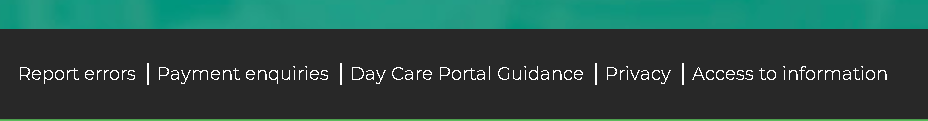 Report errors | Payment enquiries | Day Care Portal Guidance | Privacy | Access to information